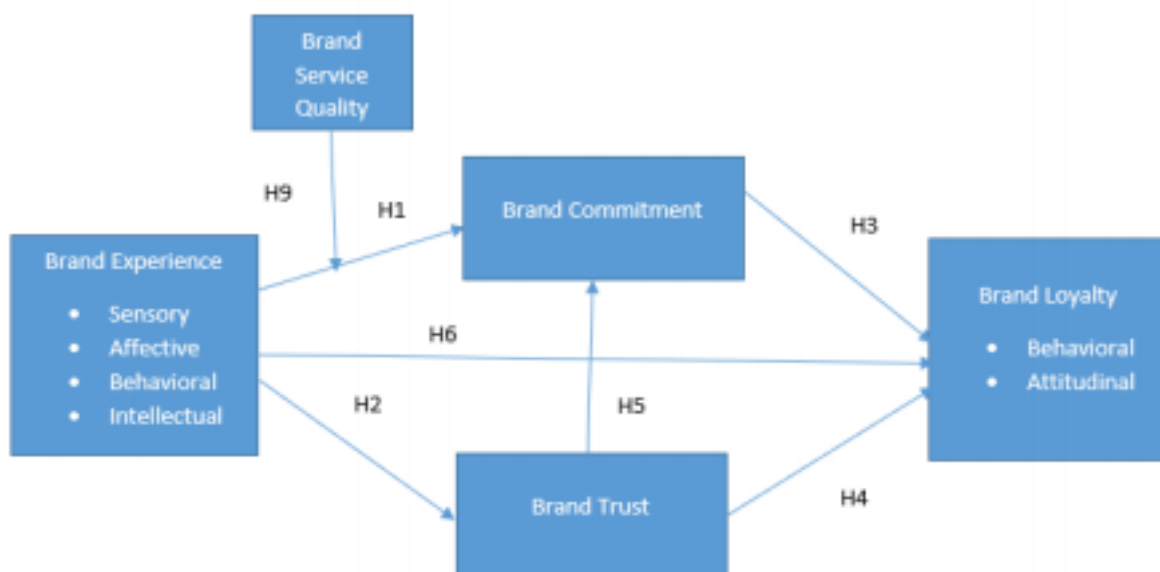 Brand
Service
Quality
H9
H1
Brand Commitment
H3
Brand Experience
• Sensory
• Affective
• Behavioral
• Intellectual
H6
Brand Loyalty
• Behavioral
• Attitudinal
H2
H5
Brand Trust
H4